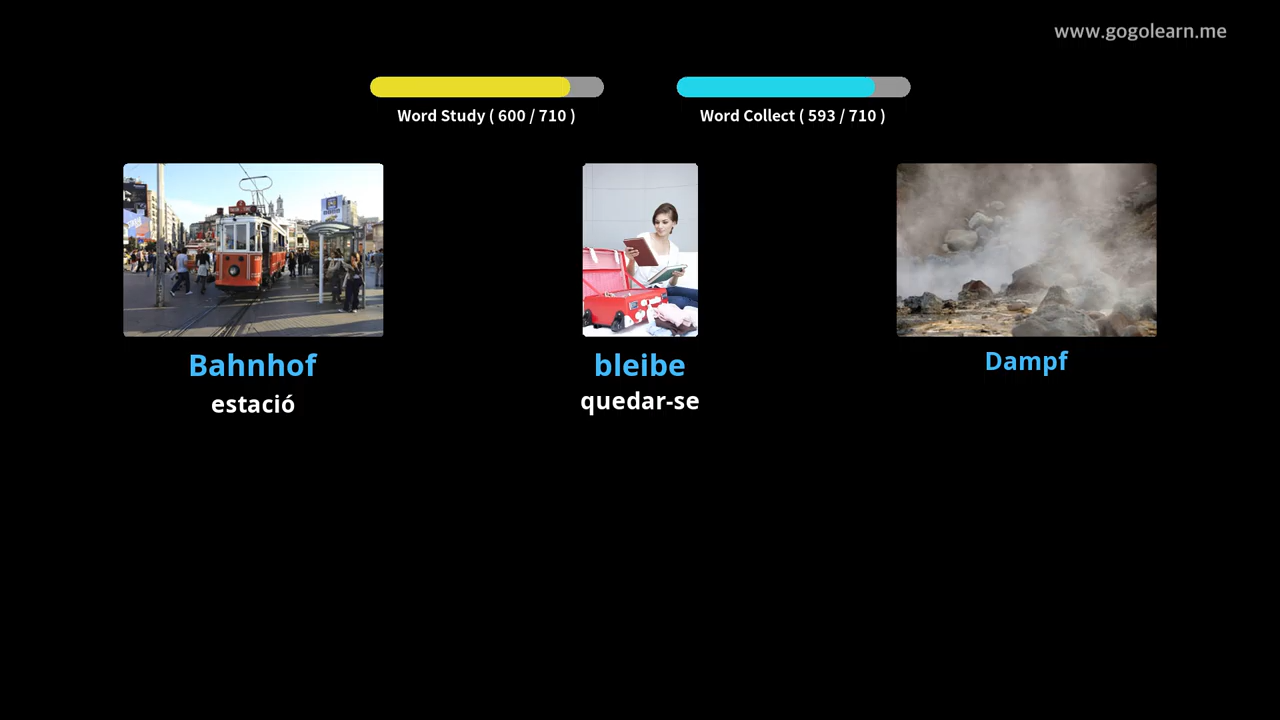 www.gogolearn.me
Word Study ( 600 / 710 )
Word Collect ( 593 / 710 )
Bahnhof
estació
bleibe
quedar-se
Dampf